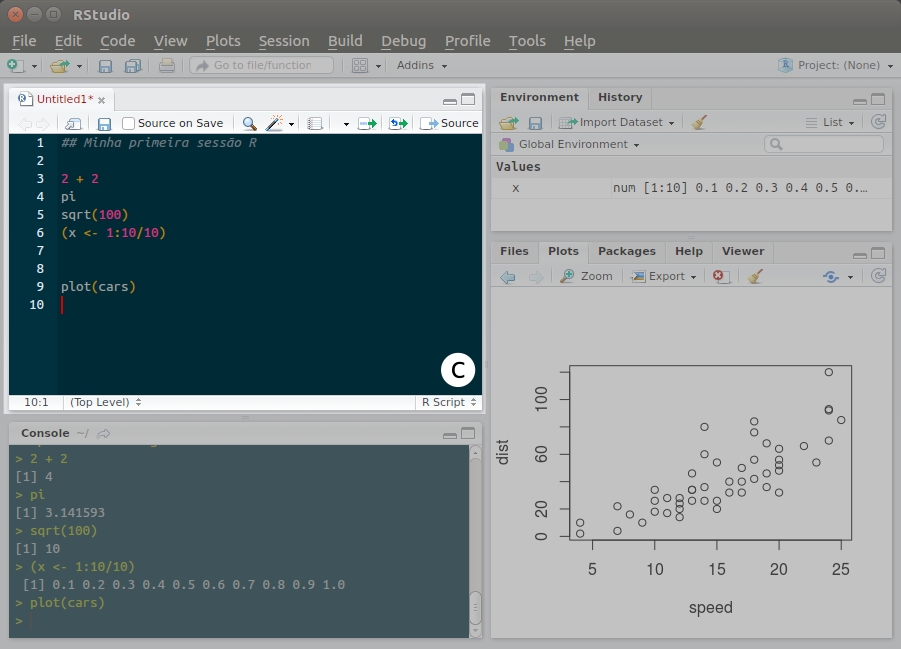 RStudio
File Edit Code View Plots Session Build Debug Profile Tools Help
Go to file/function Addins Project: (None)
Untitled1*
Source on Save Source
1 ## Minha primeira sessão R
2
3 2 + 2
4 pi
5 sqrt(100)
6 (x <- 1:10/10)
7
8
9 plot(cars)
10
C
10:1 (Top Level) R Script
Console ~/
> 2 + 2
[1] 4
> pi
[1] 3.141593
> sqrt(100)
[1] 10
> (x <- 1:10/10)
[1] 0.1 0.2 0.3 0.4 0.5 0.6 0.7 0.8 0.9 1.0
> plot(cars)
>
Environment History
Import Dataset List
Global Environment
Values
x num [1:10] 0.1 0.2 0.3 0.4 0.5 0.…
Files Plots Packages Help Viewer
Zoom Export
100
60
20
0
dist
5 10 15 20 25
speed